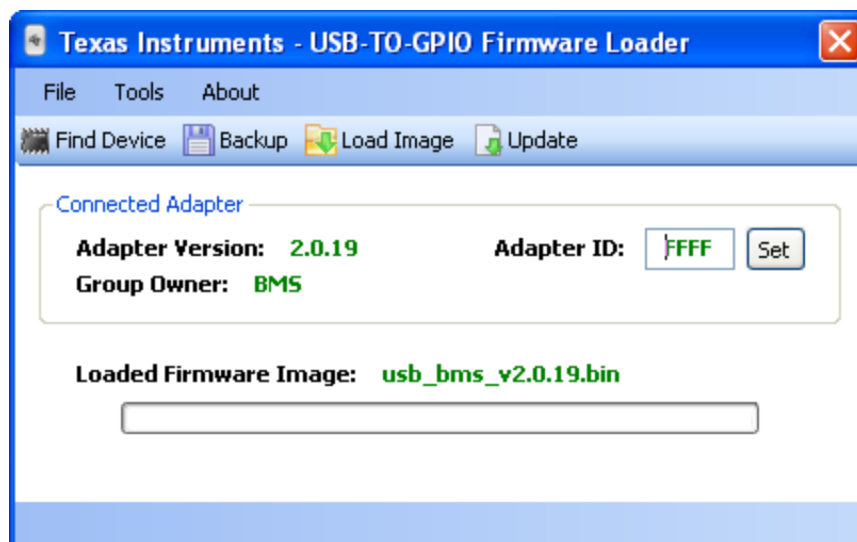 Texas Instruments - USB-TO-GPIO Firmware Loader
File Tools About
Find Device Backup Load Image Update
Connected Adapter
Adapter Version: 2.0.19 Adapter ID: FFFF Set
Group Owner: BMS
Loaded Firmware Image: usb_bms_v2.0.19.bin